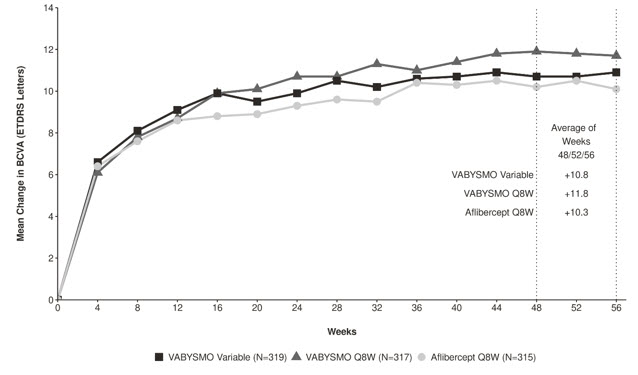 Mean Change in BCVA (ETDRS Letters)
14
12
10
8
6
4
2
0
Average of
Weeks
48/52/56
VABYSMO Variable +10.8
VABYSMO Q8W +11.8
Aflibercept Q8W +10.3
0 4 8 12 16 20 24 28 32 36 40 44 48 52 56
Weeks
VABYSMO Variable (N=319) VABYSMO Q8W (N=317) Aflibercept Q8W (N=315)